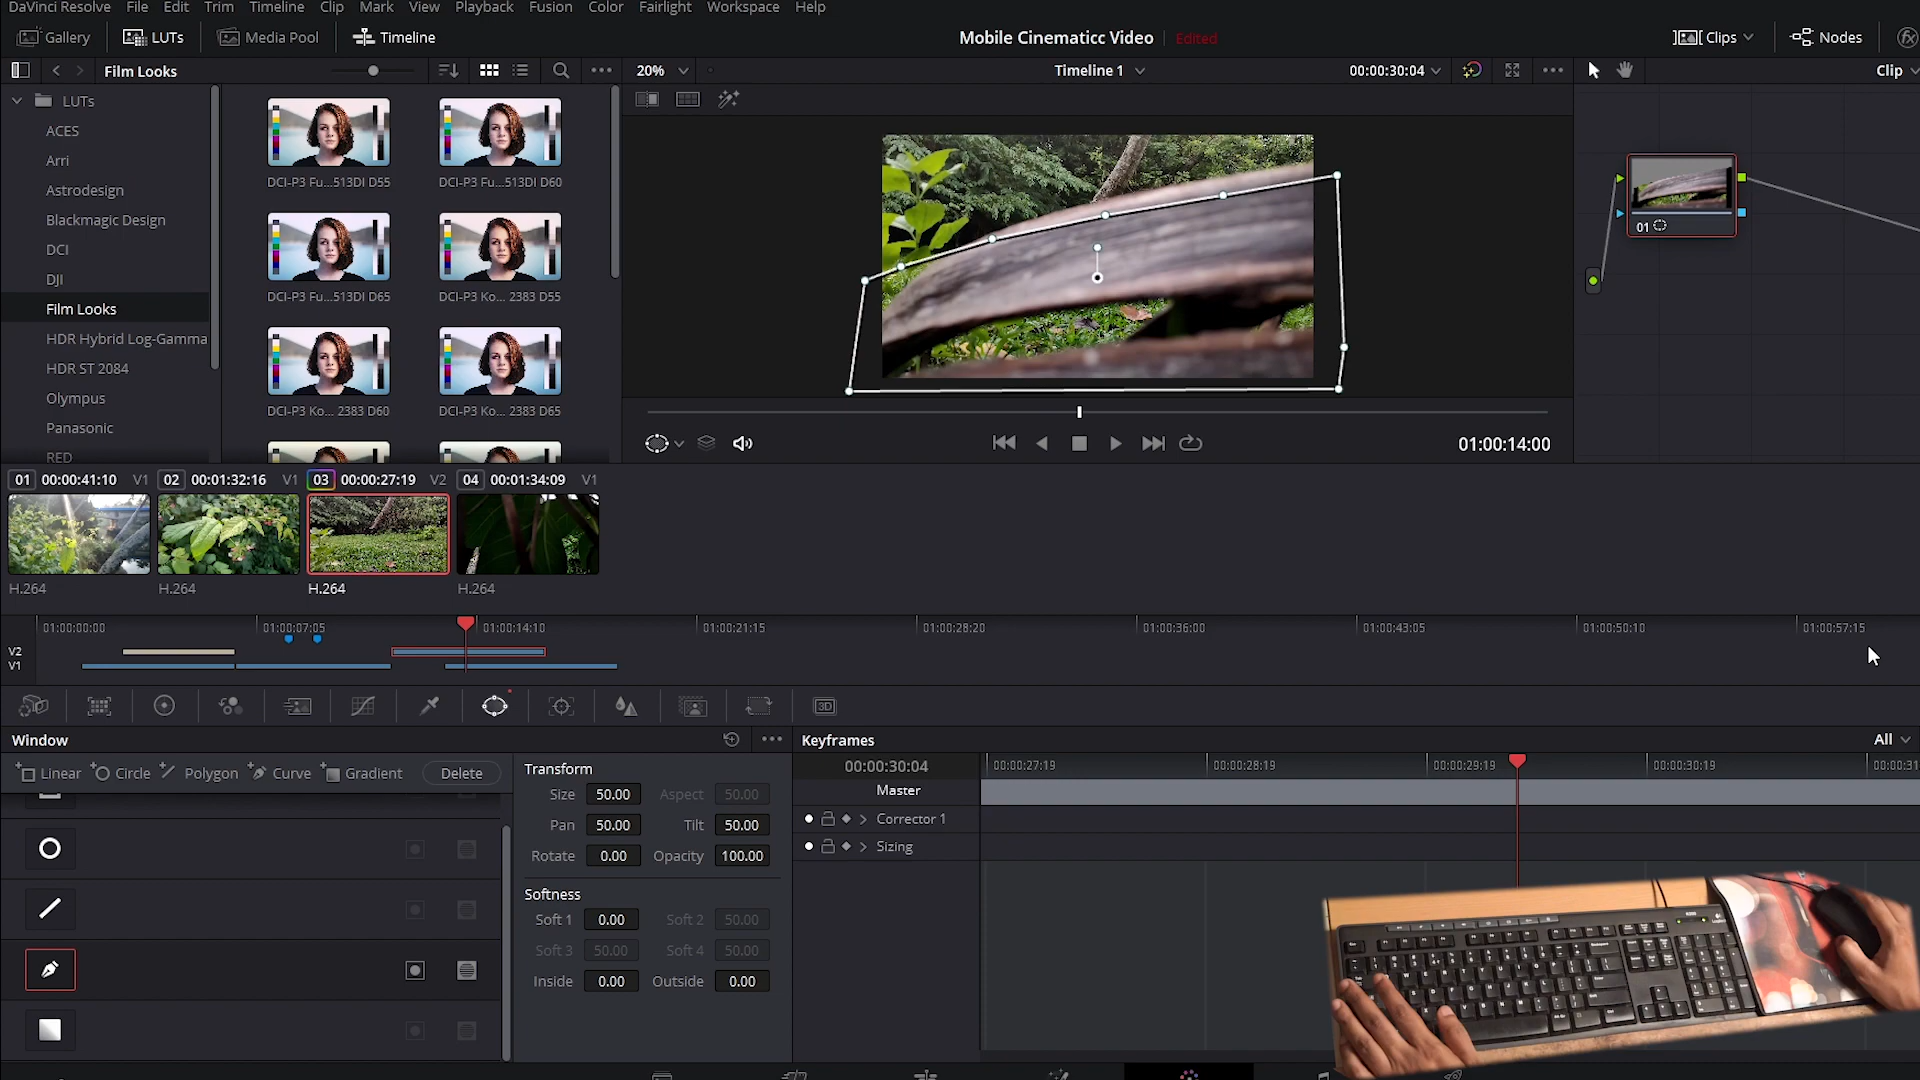 DaVinci Resolve File Edit Trim Timeline Clip Mark View Playback Fusion Color Fairlight Workspace Help
Gallery LUTs Media Pool Timeline Mobile Cinematicc Video Edited Clips Nodes
Film Looks 20% Timeline 1 00:00:30:04 Clip
LUTs
ACES
Arri
Astrodesign
Blackmagic Design
DCI
DJI
Film Looks
HDR Hybrid Log-Gamma
HDR ST 2084
Olympus
Panasonic
RED
DCI-P3 Fu...513DI D55 DCI-P3 Fu...513DI D60
DCI-P3 Fu...513DI D65 DCI-P3 Ko... 2383 D55
DCI-P3 Ko... 2383 D60 DCI-P3 Ko... 2383 D65
01
01:00:14:00
01 00:00:41:10 V1 02 00:01:32:16 V1 03 00:00:27:19 V2 04 00:01:34:09 V1
H.264 H.264 H.264 H.264
01:00:00:00 01:00:07:05 01:00:14:10 01:00:21:15 01:00:28:20 01:00:36:00 01:00:43:05 01:00:50:10 01:00:57:15
V2
V1
3D
Window
Linear Circle Polygon Curve Gradient Delete
Transform
Size 50.00 Aspect 50.00
Pan 50.00 Tilt 50.00
Rotate 0.00 Opacity 100.00
Softness
Soft 1 0.00 Soft 2 50.00
Soft 3 50.00 Soft 4 50.00
Inside 0.00 Outside 0.00
Keyframes All
00:00:30:04 00:00:27:19 00:00:28:19 00:00:29:19 00:00:30:19 00:00:31
Master
Corrector 1
Sizing